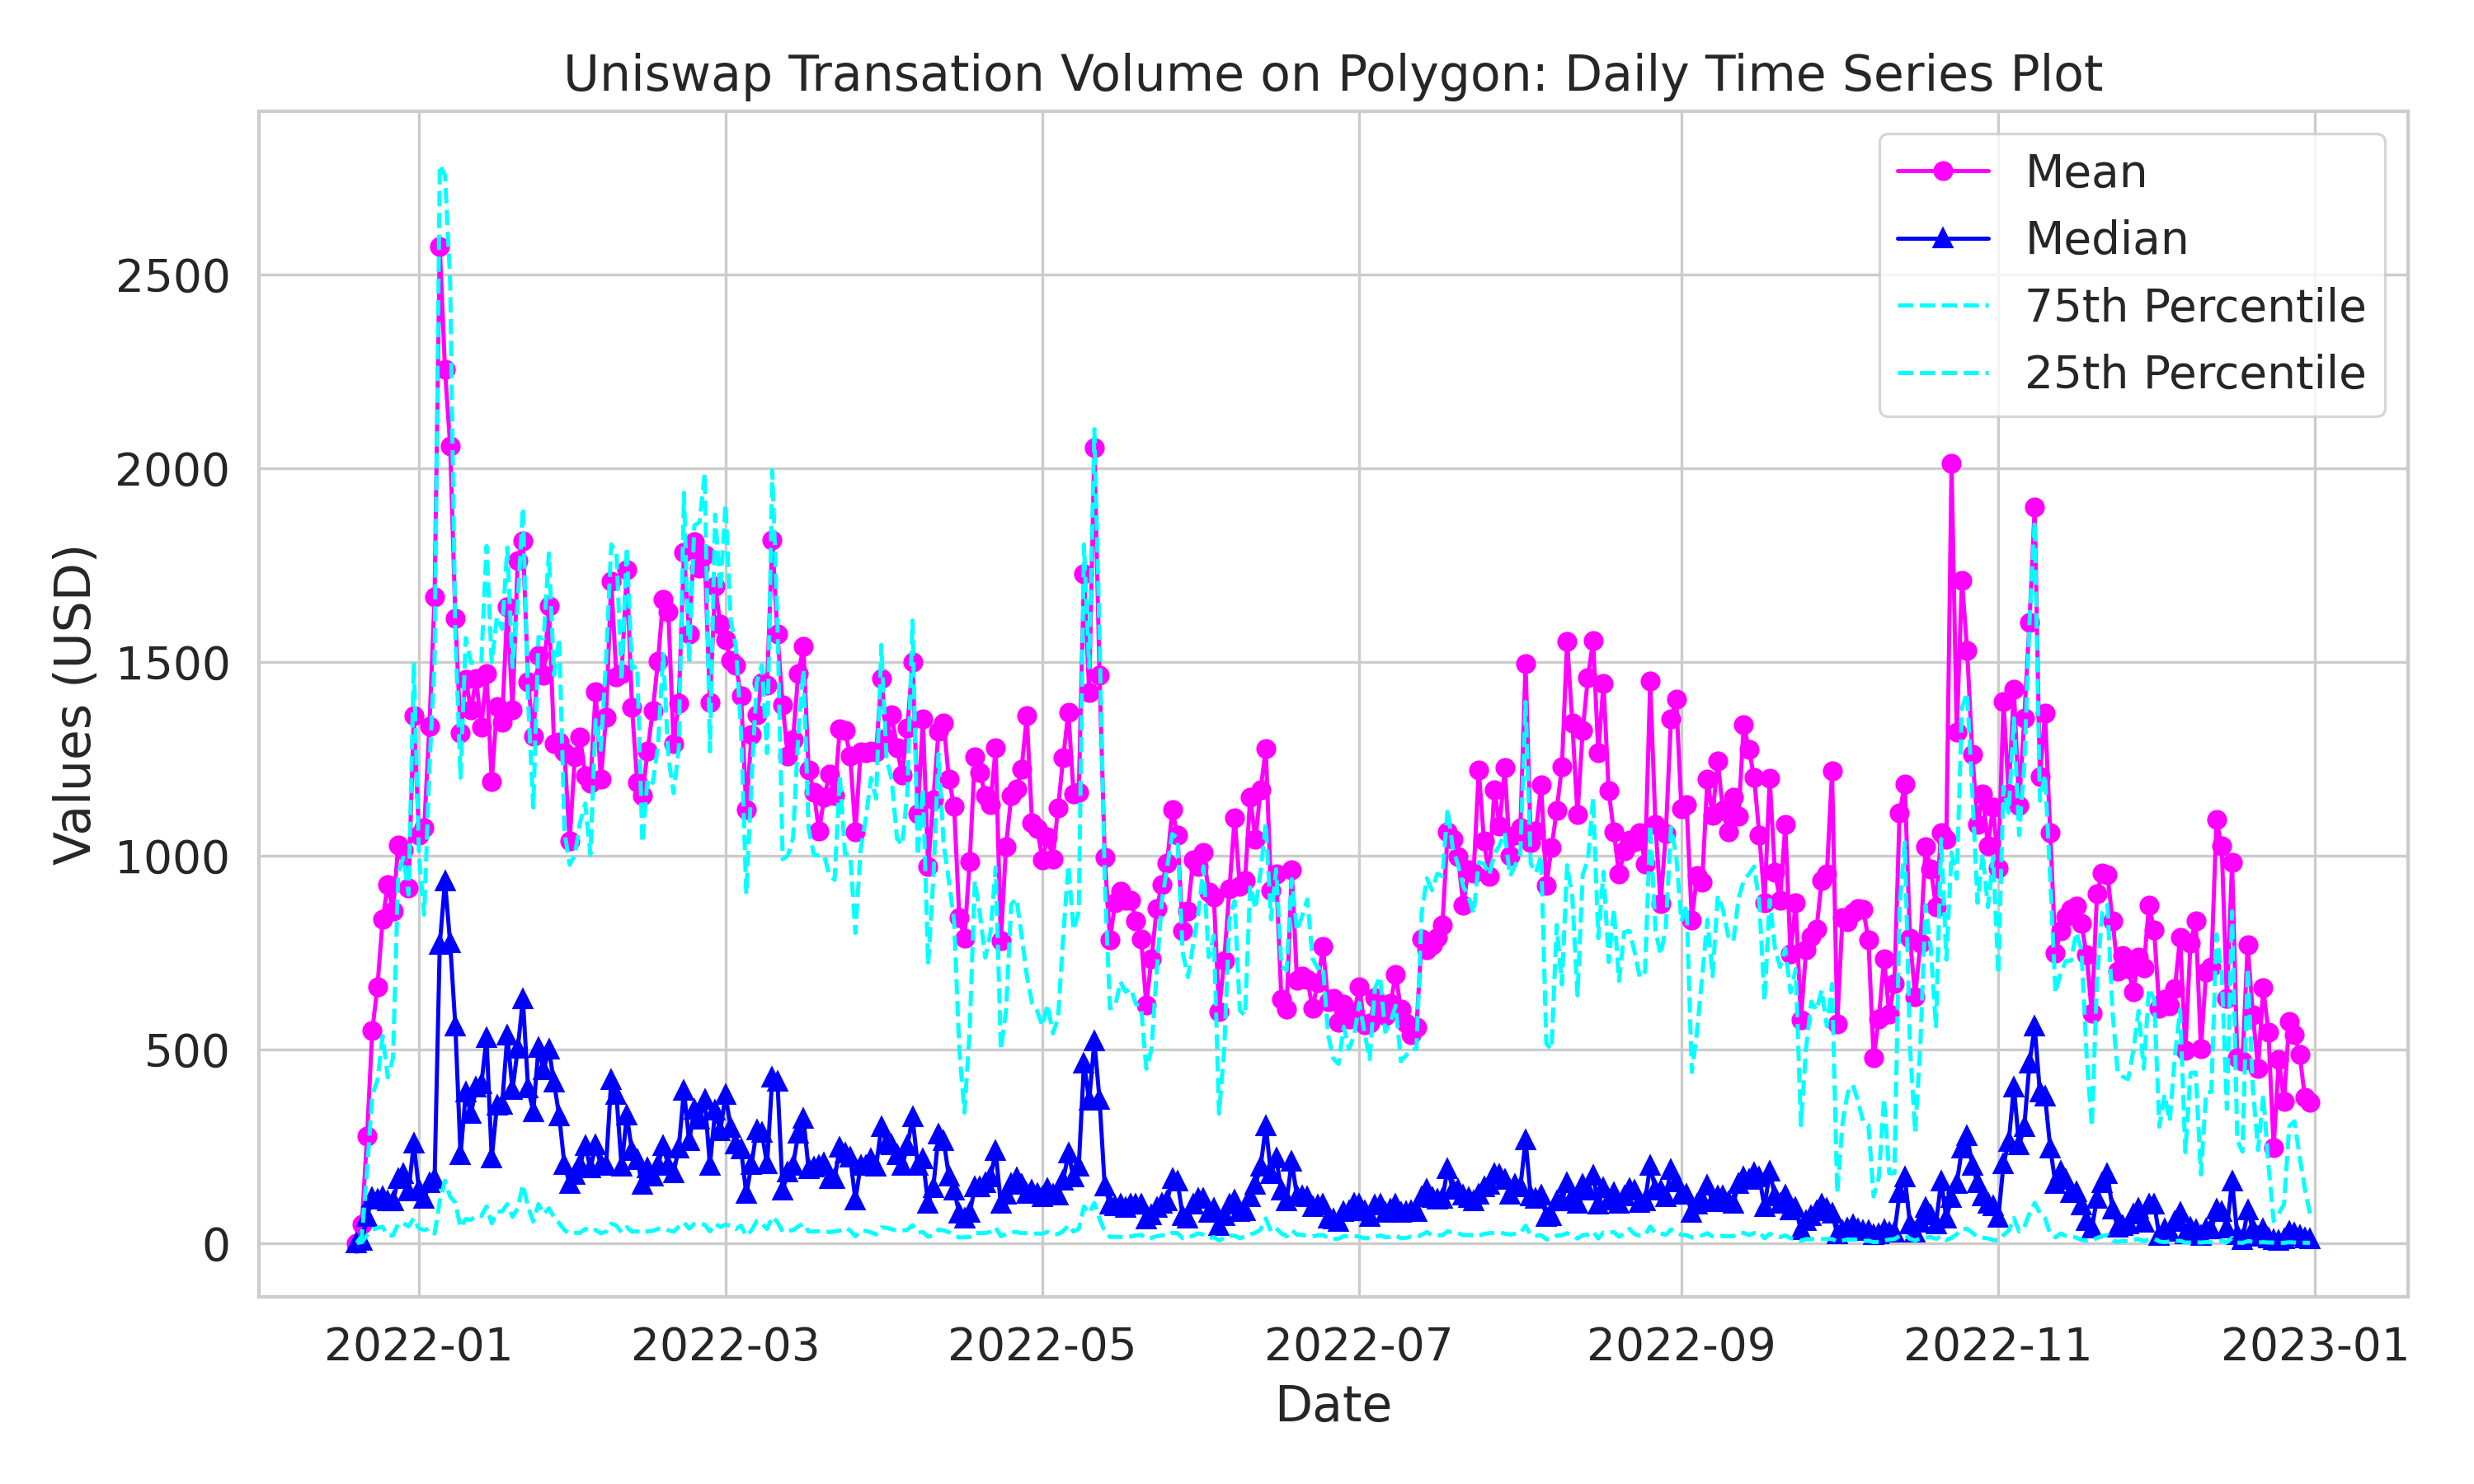 Uniswap Transation Volume on Polygon: Daily Time Series Plot
Mean
Median
75th Percentile
25th Percentile
Values (USD)
2500
2000
1500
1000
500
0
2022-01 2022-03 2022-05 2022-07 2022-09 2022-11 2023-01
Date